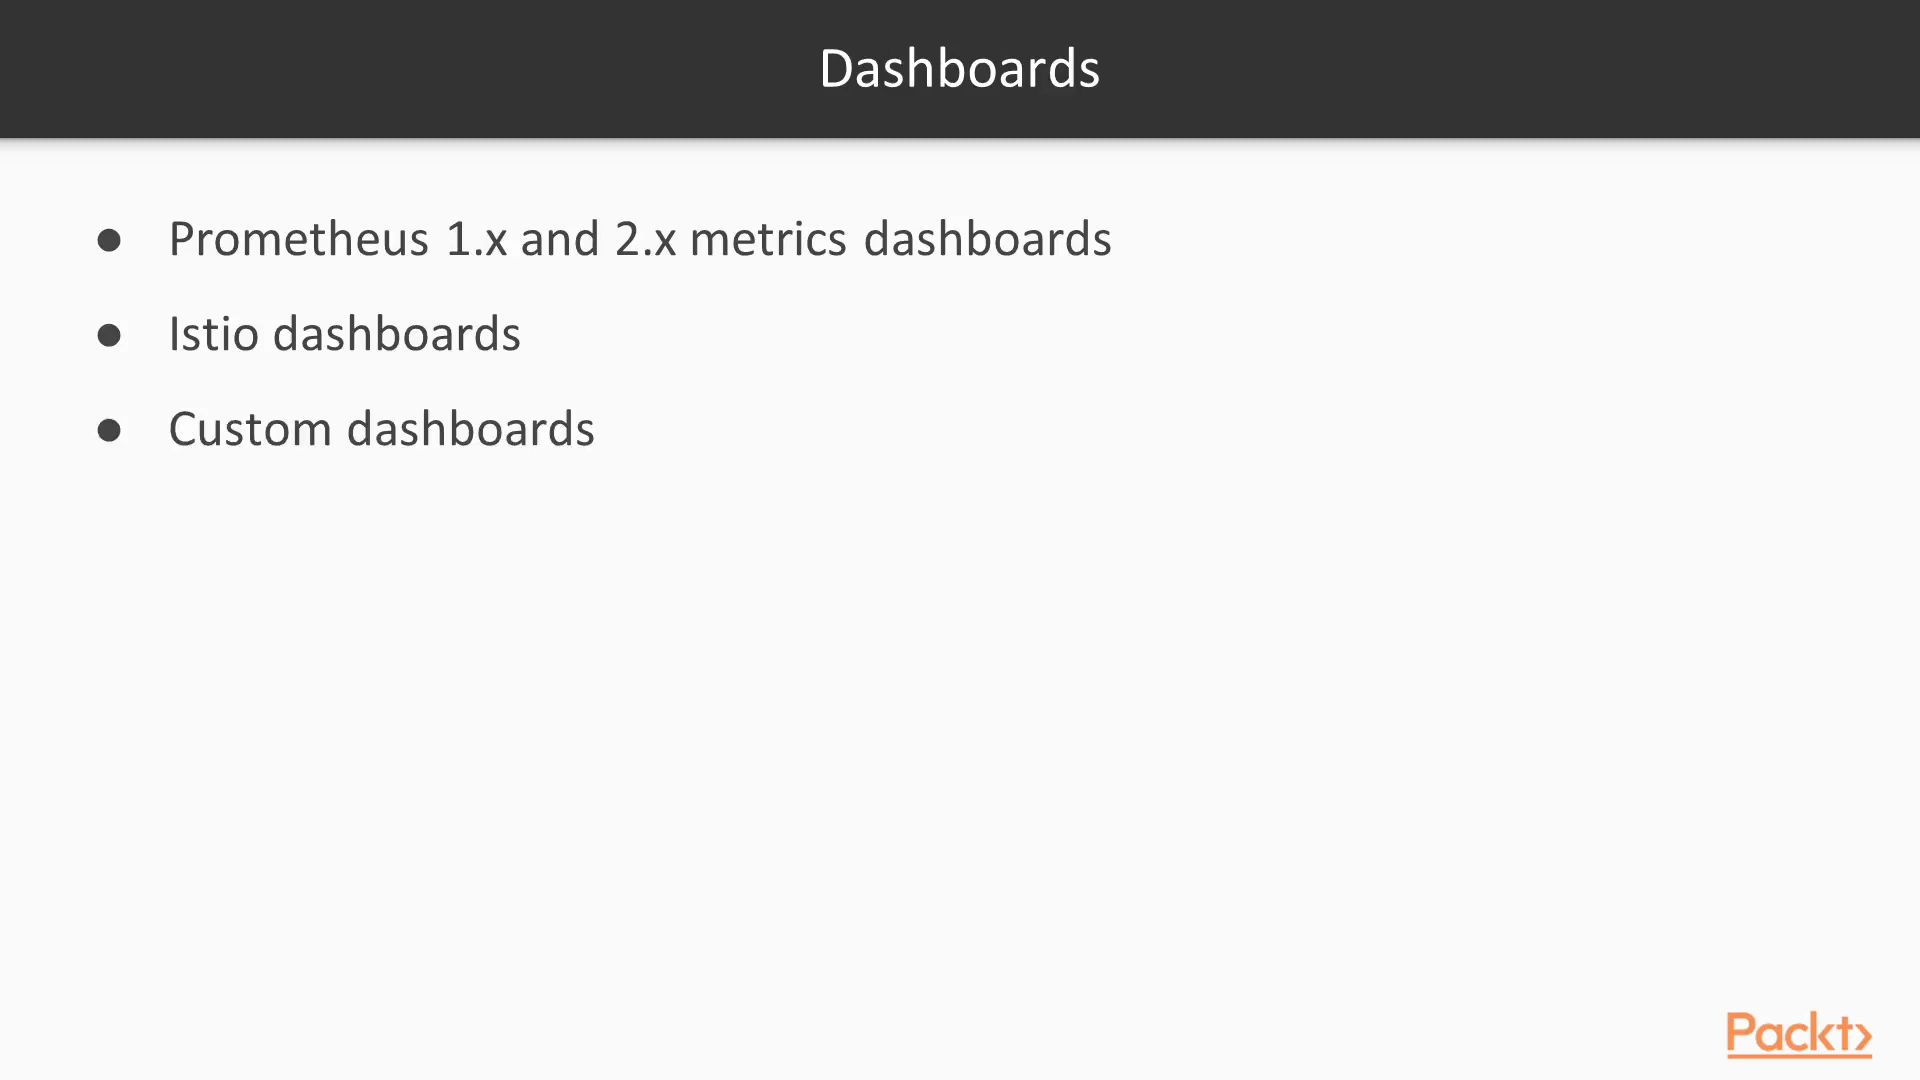 Dashboards
● Prometheus 1.x and 2.x metrics dashboards
● Istio dashboards
● Custom dashboards
Packt>